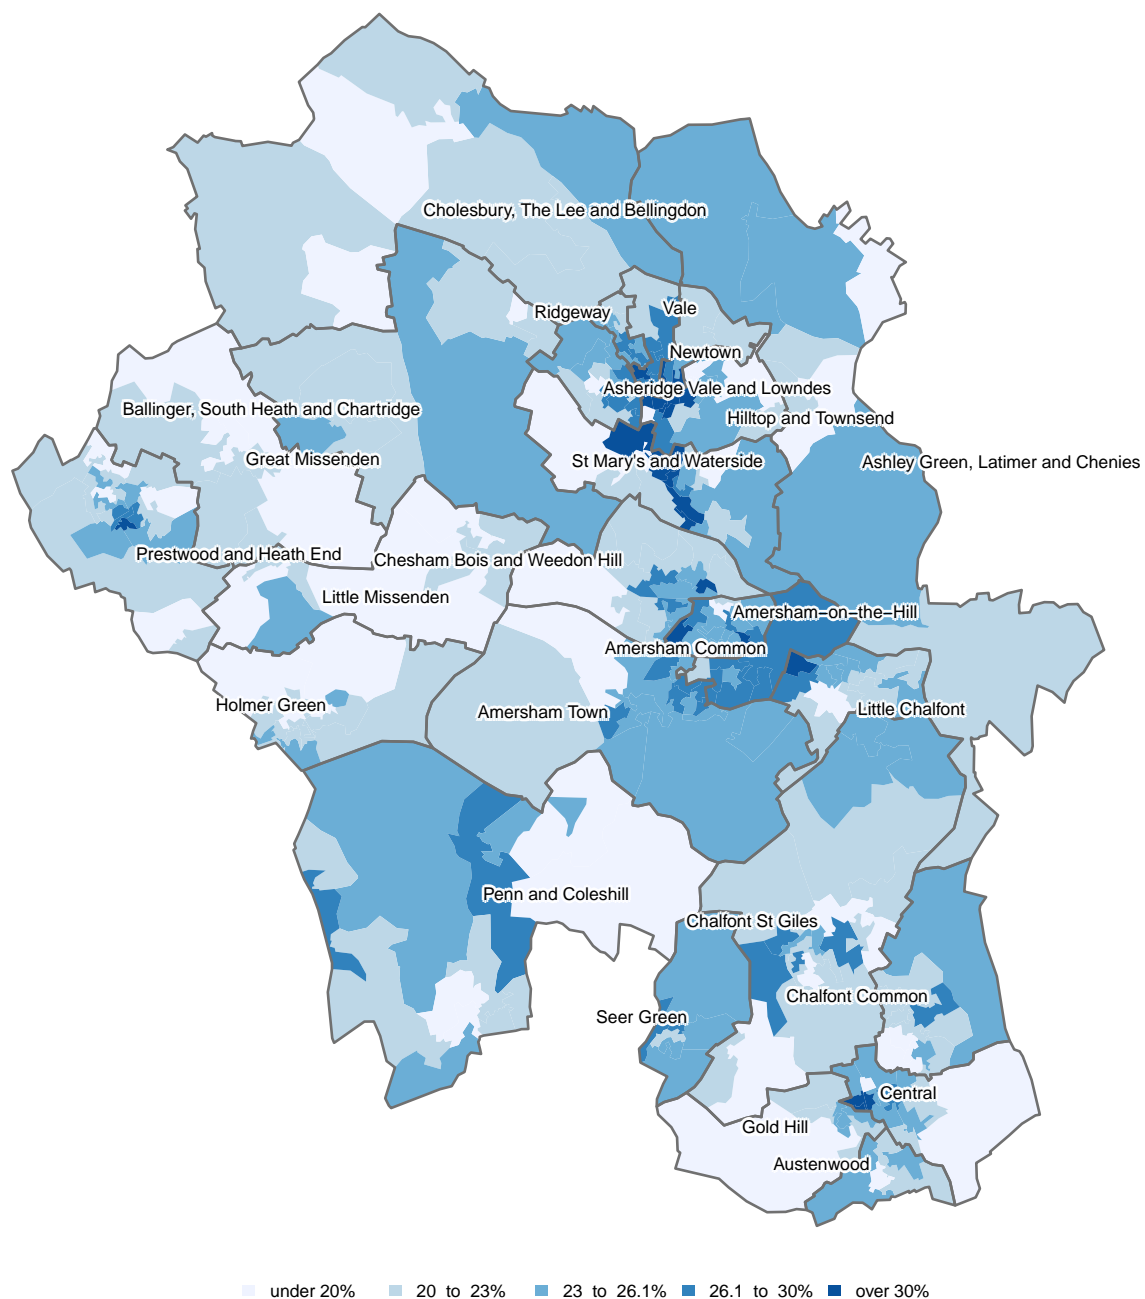 Cholesbury, The Lee and Bellingdon
Ridgeway
Vale
Newtown
Asheridge Vale and Lowndes
Ballinger, South Heath and Chartridge
Hilltop and Townsend
Great Missenden
St Mary's and Waterside
Ashley Green, Latimer and Chenies
Prestwood and Heath End
Chesham Bois and Weedon Hill
Little Missenden
Amersham−on−the−Hill
Amersham Common
Holmer Green
Amersham Town
Little Chalfont
Penn and Coleshill
Chalfont St Giles
Chalfont Common
Seer Green
Central
Gold Hill
Austenwood
under 20% 20 to 23% 23 to 26.1% 26.1 to 30% over 30%